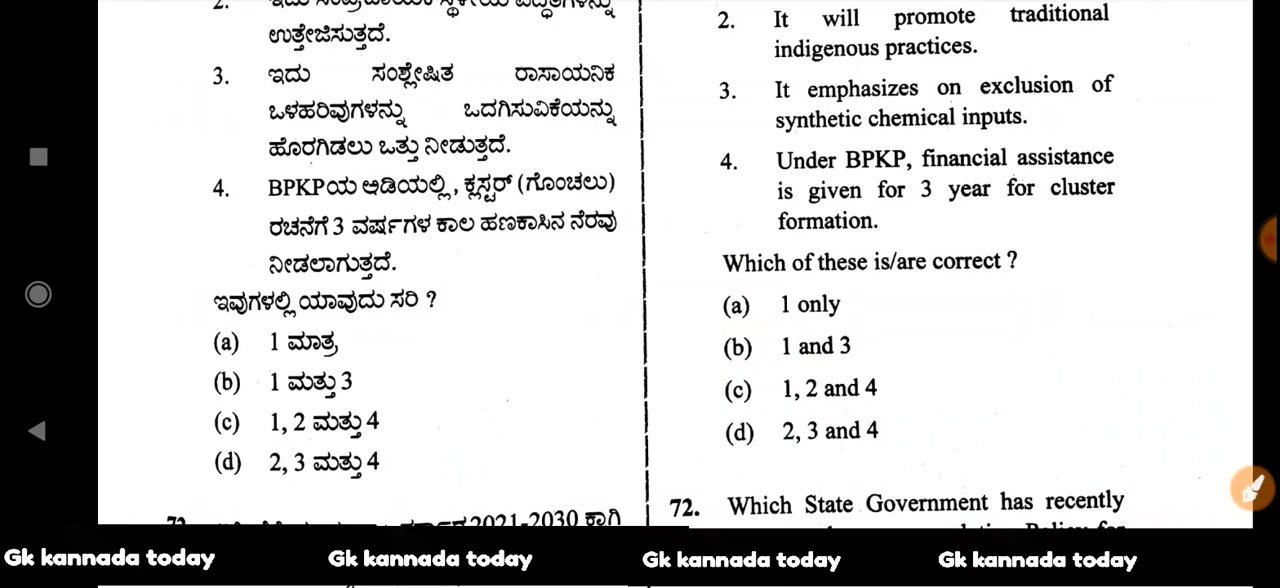 2.
ಉತ್ತೇಜಿಸುತ್ತದೆ.
3. ಇದು ಸಂಶ್ಲೇಷಿತ ರಾಸಾಯನಿಕ
ಒಳಹರಿವುಗಳನ್ನು ಒದಗಿಸುವಿಕೆಯನ್ನು
ಹೊರಗಿಡಲು ಒತ್ತು ನೀಡುತ್ತದೆ.
4. BPKPಯ ಅಡಿಯಲ್ಲಿ, ಕ್ಲಸ್ಟರ್ (ಗೊಂಚಲು)
ರಚನೆಗೆ 3 ವರ್ಷಗಳ ಕಾಲ ಹಣಕಾಸಿನ ನೆರವು
ನೀಡಲಾಗುತ್ತದೆ.
ಇವುಗಳಲ್ಲಿ ಯಾವುದು ಸರಿ ?
(a) 1 ಮಾತ್ರ
(b) 1 ಮತ್ತು 3
(c) 1, 2 ಮತ್ತು 4
(d) 2, 3 ಮತ್ತು 4
2021-2030
2. It will promote traditional
indigenous practices.
3. It emphasizes on exclusion of
synthetic chemical inputs.
4. Under BPKP, financial assistance
is given for 3 year for cluster
formation.
Which of these is/are correct ?
(a) 1 only
(b) 1 and 3
(c) 1, 2 and 4
(d) 2, 3 and 4
72. Which State Government has recently
Gk kannada today Gk kannada today Gk kannada today Gk kannada today